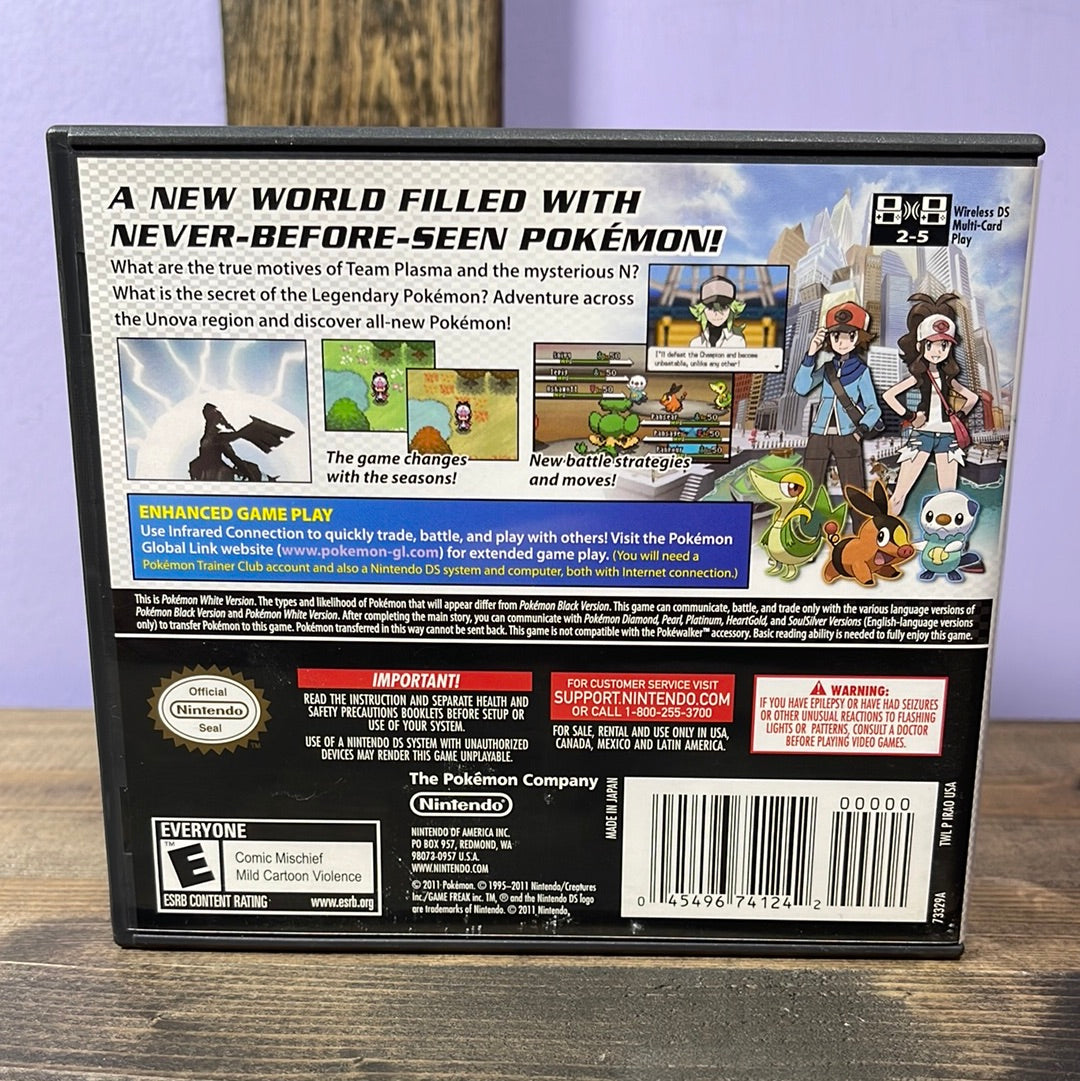 A NEW WORLD FILLED WITH
NEVER-BEFORE-SEEN POKÉMON!
What are the true motives of Team Plasma and the mysterious N?
What is the secret of the Legendary Pokémon? Adventure across
the Unova region and discover all-new Pokémon!
2-5
Wireless DS
Multi-Card
Play
I'll defeat the Champion and become
unbeatable, unlike any other!
The game changes
with the seasons!
New battle strategies
and moves!
ENHANCED GAME PLAY
Use Infrared Connection to quickly trade, battle, and play with others! Visit the Pokémon
Global Link website (www.pokemon-gl.com) for extended game play. (You will need a
Pokémon Trainer Club account and also a Nintendo DS system and computer, both with Internet connection.)
This is Pokémon White Version. The types and likelihood of Pokémon that will appear differ from Pokémon Black Version. This game can communicate, battle, and trade only with the various language versions of
Pokémon Black Version and Pokémon White Version. After completing the main story, you can communicate with Pokémon Diamond, Pearl, Platinum, HeartGold, and SoulSilver Versions (English-language versions
only) to transfer Pokémon to this game. Pokémon transferred in this way cannot be sent back. This game is not compatible with the Pokéwalker™ accessory. Basic reading ability is needed to fully enjoy this game.
Official
Nintendo
Seal
TM
IMPORTANT!
READ THE INSTRUCTION AND SEPARATE HEALTH AND
SAFETY PRECAUTIONS BOOKLETS BEFORE SETUP OR
USE OF YOUR SYSTEM.
USE OF A NINTENDO DS SYSTEM WITH UNAUTHORIZED
DEVICES MAY RENDER THIS GAME UNPLAYABLE.
FOR CUSTOMER SERVICE VISIT
SUPPORT.NINTENDO.COM
OR CALL 1-800-255-3700
FOR SALE, RENTAL AND USE ONLY IN USA,
CANADA, MEXICO AND LATIN AMERICA.
WARNING:
IF YOU HAVE EPILEPSY OR HAVE HAD SEIZURES
OR OTHER UNUSUAL REACTIONS TO FLASHING
LIGHTS OR PATTERNS, CONSULT A DOCTOR
BEFORE PLAYING VIDEO GAMES.
The Pokémon Company
Nintendo®
NINTENDO OF AMERICA INC.
PO BOX 957, REDMOND, WA
98073-0957 U.S.A.
WWW.NINTENDO.COM
© 2011 Pokémon. © 1995-2011 Nintendo/Creatures
Inc./GAME FREAK inc. TM, ® and the Nintendo DS logo
are trademarks of Nintendo. © 2011 Nintendo.
EVERYONE
TM
E
Comic Mischief
Mild Cartoon Violence
ESRB CONTENT RATING
www.esrb.org
MADE IN JAPAN
00000
0 45496 74124 2
TWL P IRAO USA
73329A